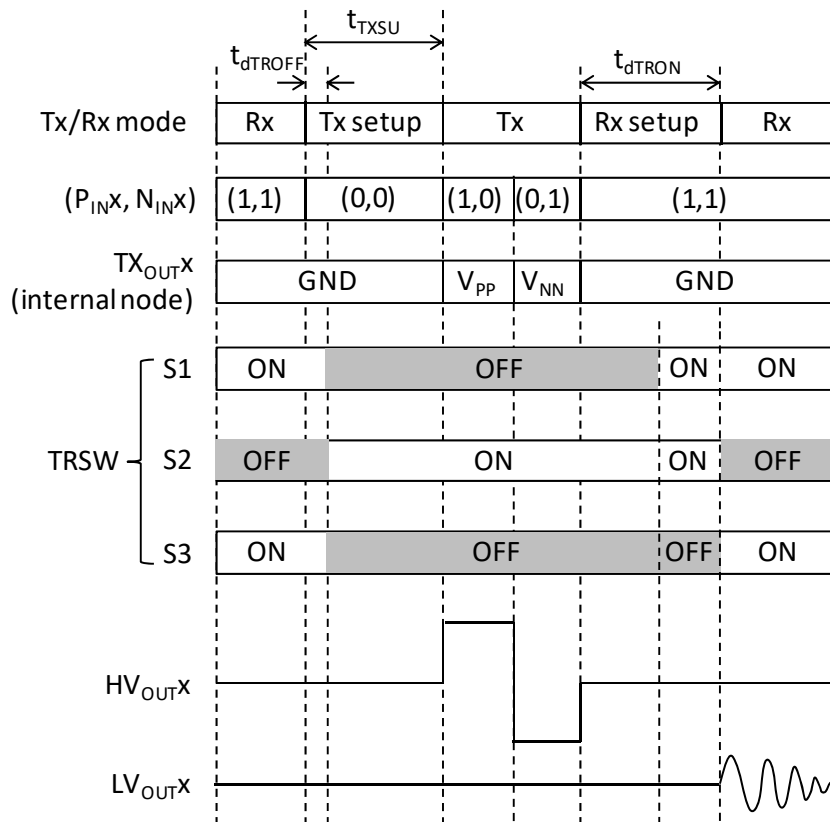 tTXSU
tdTROFF
tdTRON
Tx/Rx mode Rx Tx setup Tx Rx setup Rx
(PINx, NINx) (1,1) (0,0) (1,0) (0,1) (1,1)
TXOUTx
(internal node) GND VPP VNN GND
S1 ON OFF ON ON
TRSW S2 OFF ON ON OFF
S3 ON OFF OFF ON
HVOUTx
LVOUTx